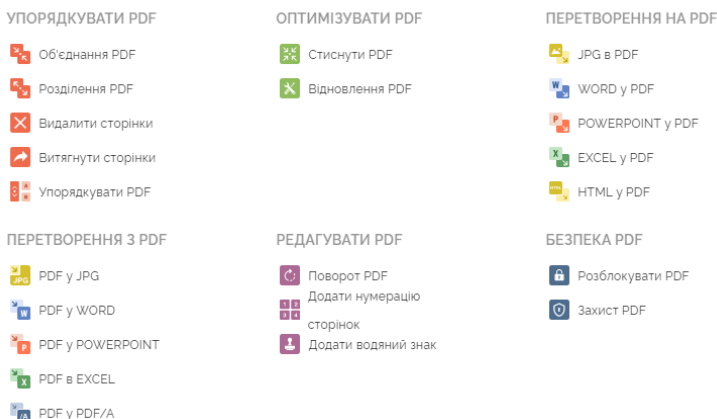 УПОРЯДКУВАТИ PDF
Об'єднання PDF
Розділення PDF
Видалити сторінки
Витягнути сторінки
Упорядкувати PDF
ОПТИМІЗУВАТИ PDF
Стиснути PDF
Відновлення PDF
ПЕРЕТВОРЕННЯ НА PDF
JPG в PDF
WORD у PDF
POWERPOINT у PDF
EXCEL у PDF
HTML у PDF
ПЕРЕТВОРЕННЯ З PDF
PDF у JPG
PDF у WORD
PDF у POWERPOINT
PDF в EXCEL
PDF у PDF/A
РЕДАГУВАТИ PDF
Поворот PDF
Додати нумерацію
сторінок
Додати водяний знак
БЕЗПЕКА PDF
Розблокувати PDF
Захист PDF